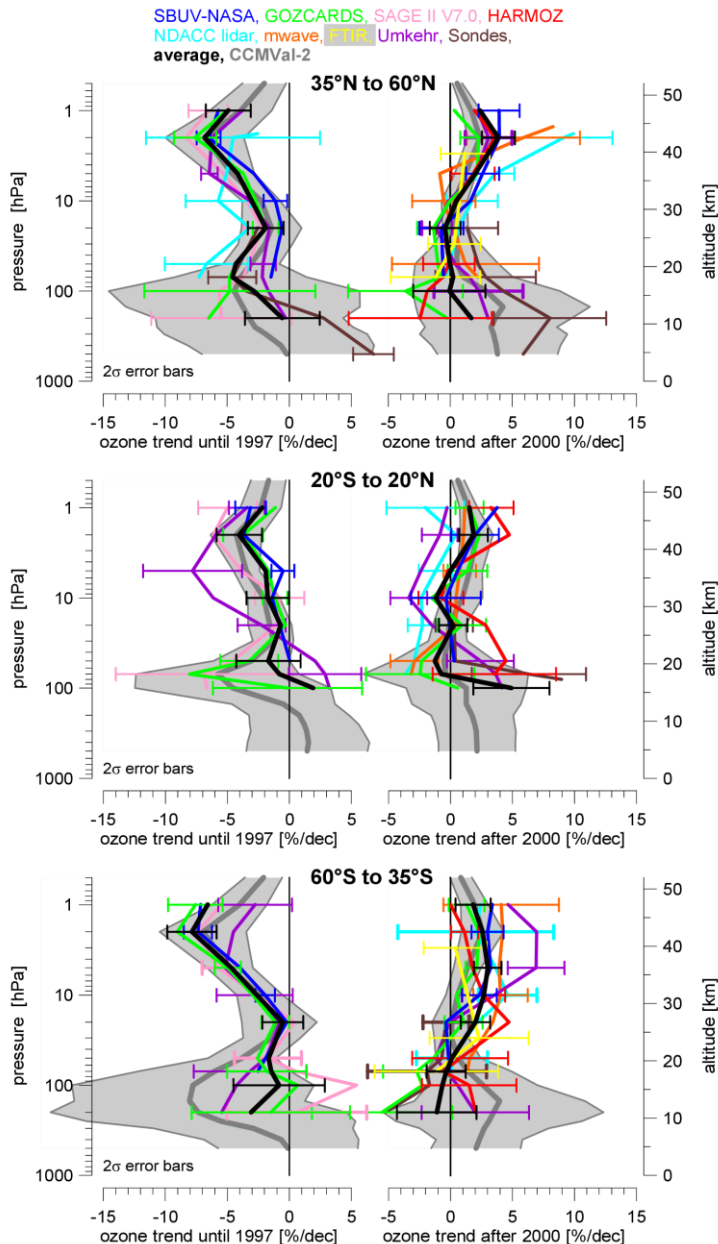 SBUV-NASA, GOZCARDS, SAGE II V7.0, HARMOZ
NDACC lidar, mwave, FTIR, Umkehr, Sondes,
average, CCMVal-2
35°N to 60°N
1
10
100
1000
pressure [hPa]
2σ error bars
50
40
30
20
10
0
altitude [km]
-15 -10 -5 0 5
-5 0 5 10 15
ozone trend until 1997 [%/dec]
ozone trend after 2000 [%/dec]
20°S to 20°N
1
10
100
1000
pressure [hPa]
2σ error bars
50
40
30
20
10
0
altitude [km]
-15 -10 -5 0 5
-5 0 5 10 15
ozone trend until 1997 [%/dec]
ozone trend after 2000 [%/dec]
60°S to 35°S
1
10
100
1000
pressure [hPa]
2σ error bars
50
40
30
20
10
0
altitude [km]
-15 -10 -5 0 5
-5 0 5 10 15
ozone trend until 1997 [%/dec]
ozone trend after 2000 [%/dec]